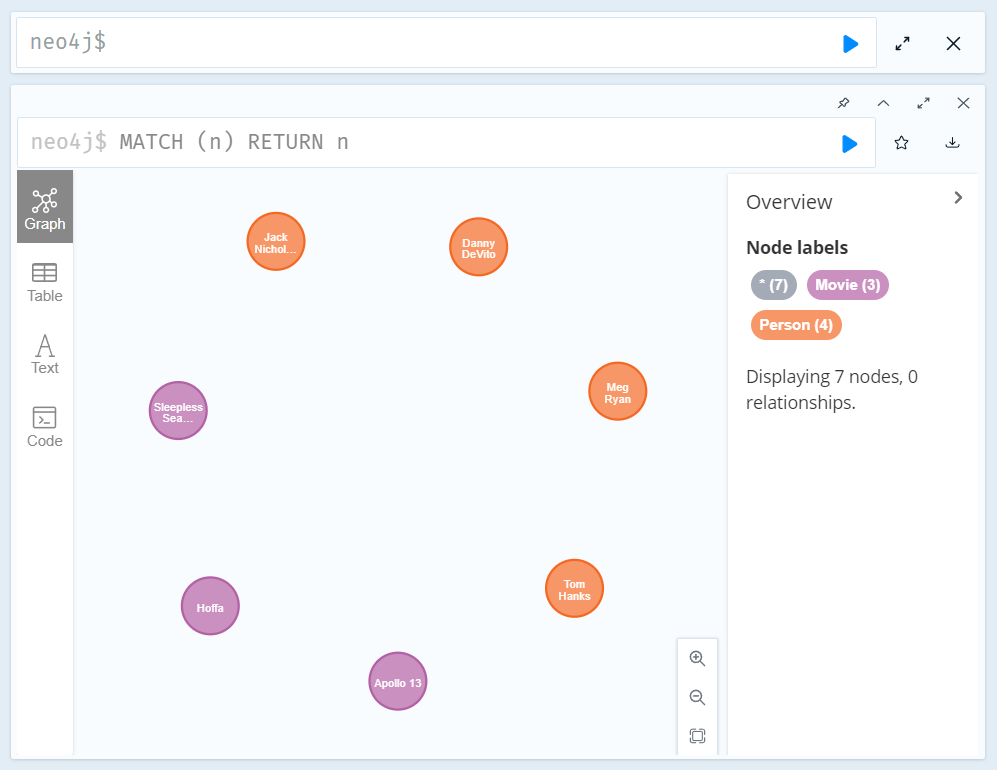 neo4j$
neo4j$ MATCH (n) RETURN n
Graph
Table
Text
Code
Jack
Nichol...
Danny
DeVito
Sleepless
Sea...
Meg
Ryan
Hoffa
Tom
Hanks
Apollo 13
Overview
Node labels
* (7)
Movie (3)
Person (4)
Displaying 7 nodes, 0
relationships.